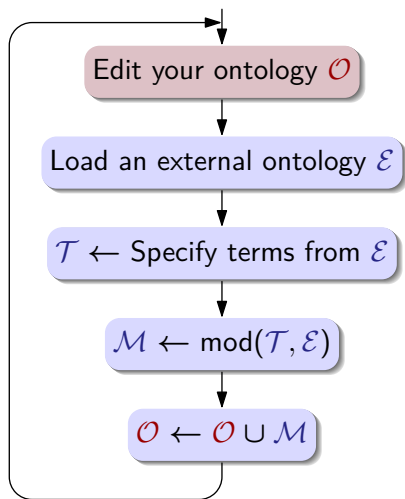 Edit your ontology 𝒪
Load an external ontology ℰ
𝒯 ← Specify terms from ℰ
ℳ ← mod(𝒯, ℰ)
𝒪 ← 𝒪 ∪ ℳ